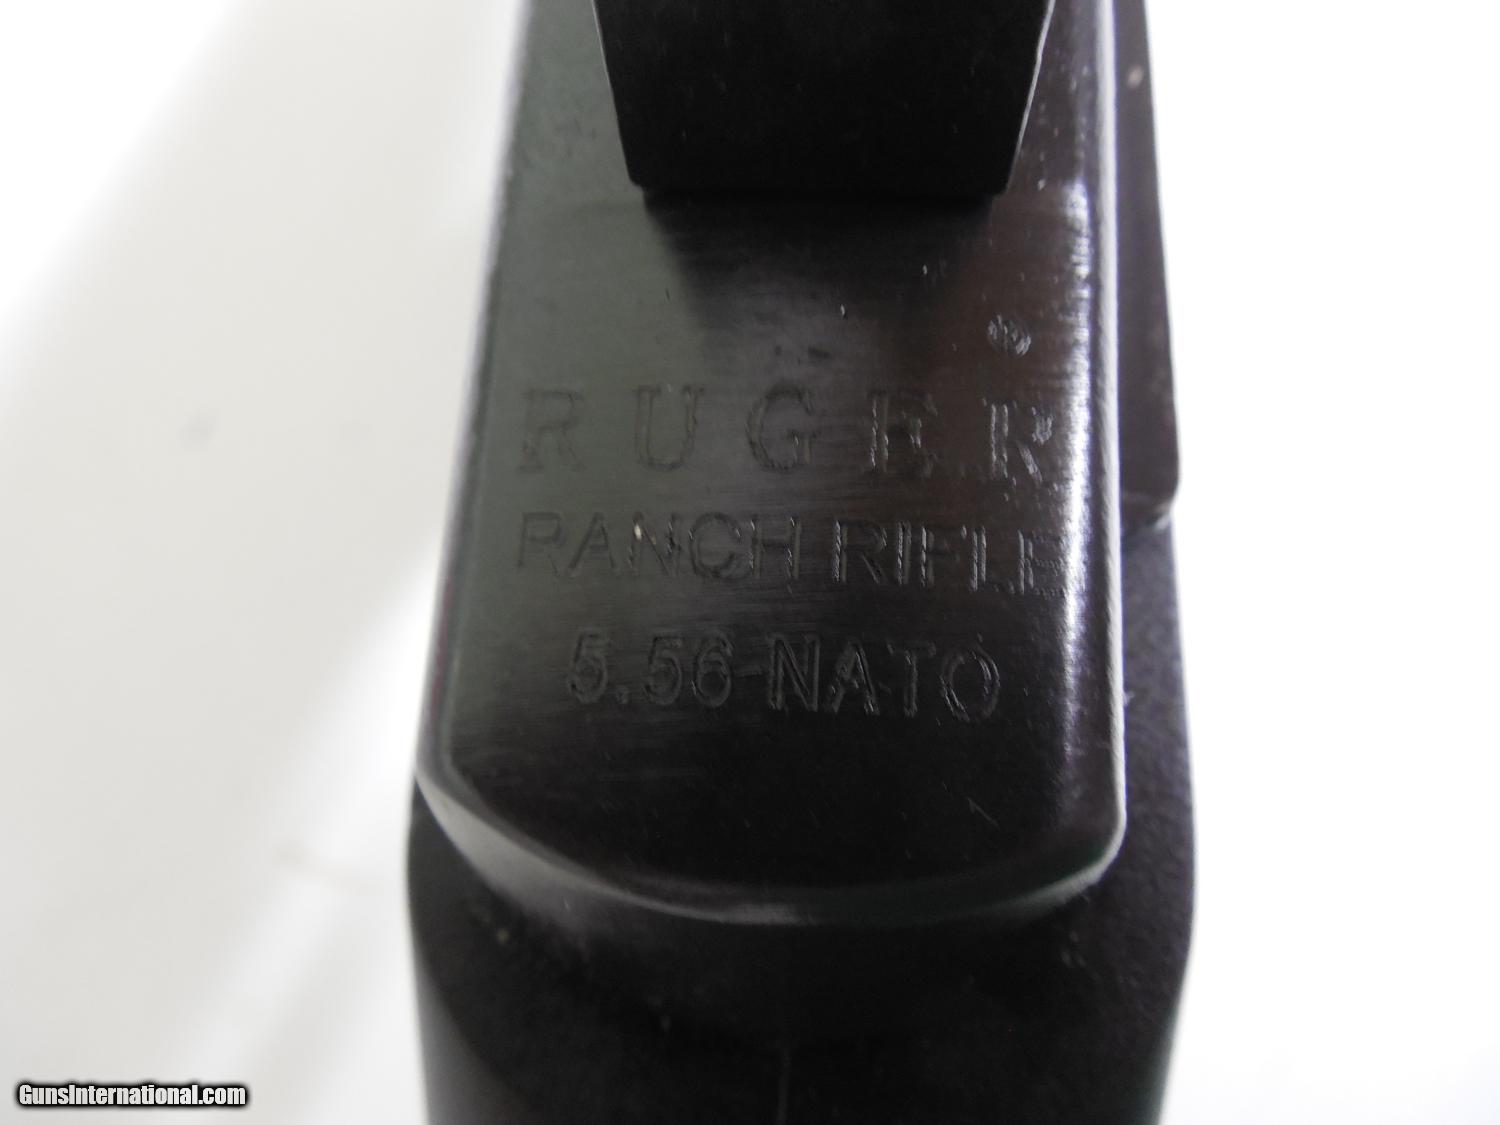 RUGER
RANCH RIFLE
5.56 NATO
GunsInternational.com